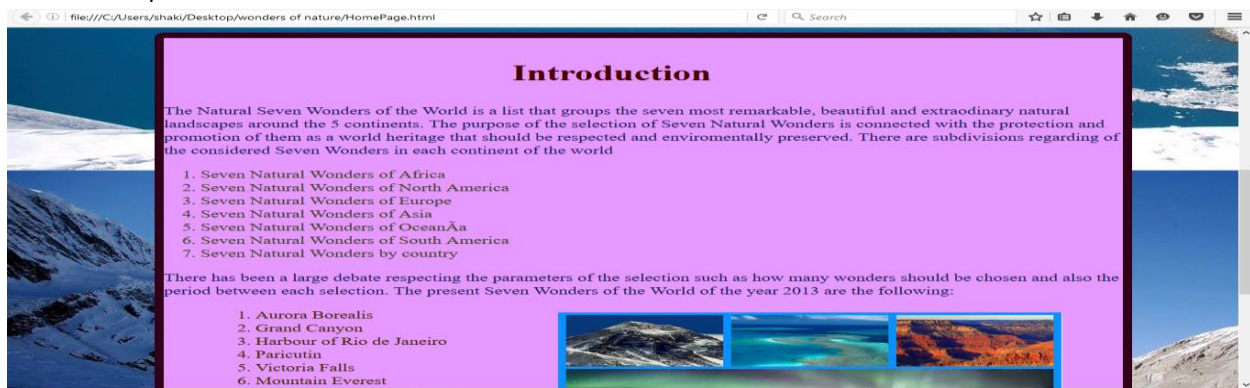 file:///C:/Users/shaki/Desktop/wonders of nature/HomePage.html
Search
Introduction
The Natural Seven Wonders of the World is a list that groups the seven most remarkable, beautiful and extraodinary natural
landscapes around the 5 continents. The purpose of the selection of Seven Natural Wonders is connected with the protection and
promotion of them as a world heritage that should be respected and enviromentally preserved. There are subdivisions regarding of
the considered Seven Wonders in each continent of the world
1. Seven Natural Wonders of Africa
2. Seven Natural Wonders of North America
3. Seven Natural Wonders of Europe
4. Seven Natural Wonders of Asia
5. Seven Natural Wonders of OceanÃa
6. Seven Natural Wonders of South America
7. Seven Natural Wonders by country
There has been a large debate respecting the parameters of the selection such as how many wonders should be chosen and also the
period between each selection. The present Seven Wonders of the World of the year 2013 are the following:
1. Aurora Borealis
2. Grand Canyon
3. Harbour of Rio de Janeiro
4. Paricutin
5. Victoria Falls
6. Mountain Everest